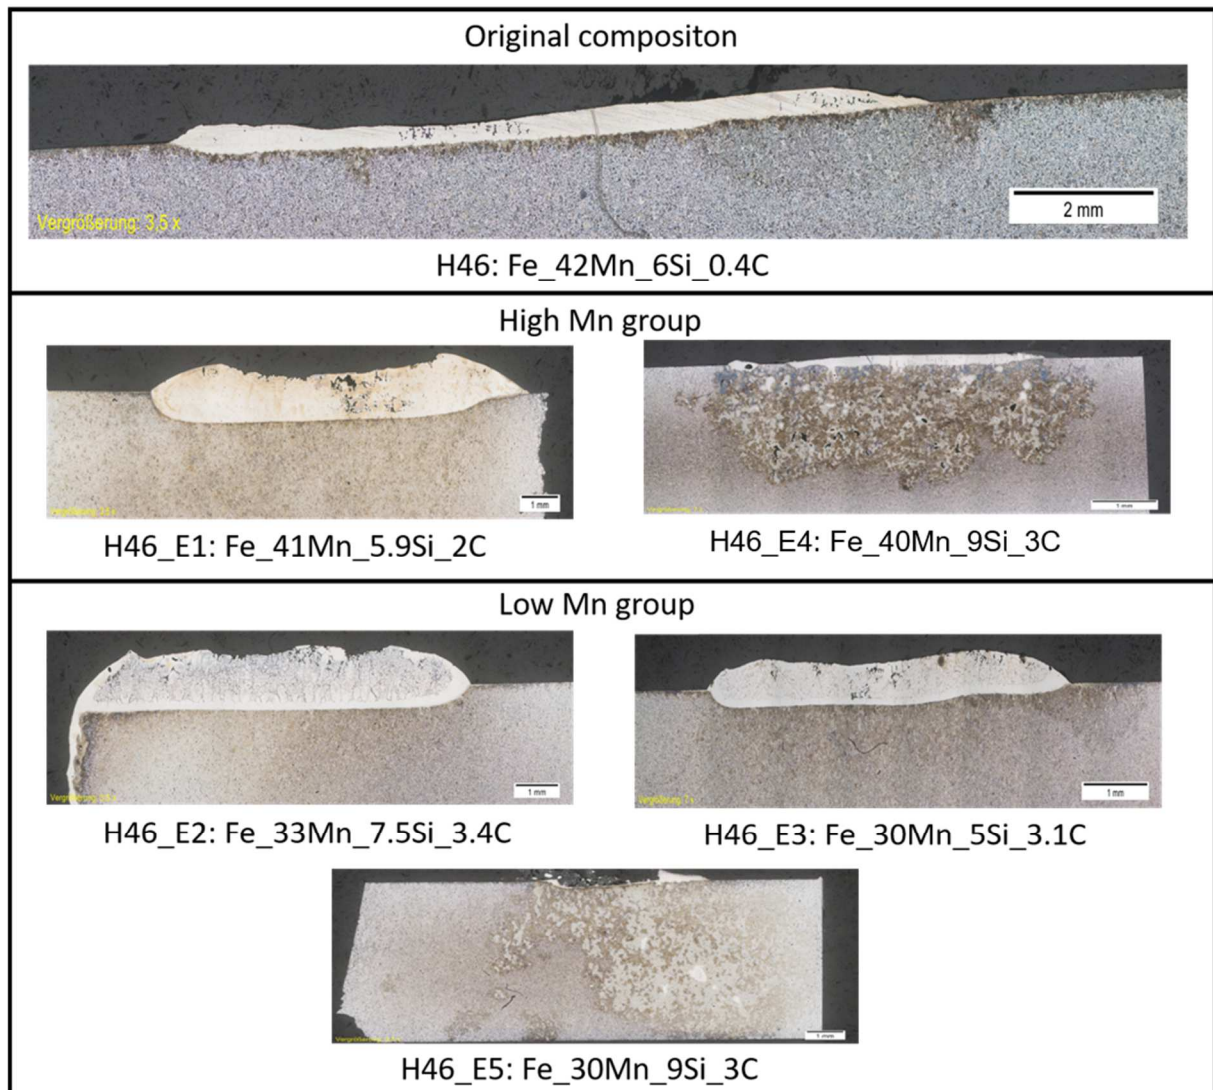 Original compositon
Vergrößerung: 3,5 x
2 mm
H46: Fe_42Mn_6Si_0.4C
High Mn group
1 mm
1 mm
H46_E1: Fe_41Mn_5.9Si_2C
H46_E4: Fe_40Mn_9Si_3C
Low Mn group
1 mm
1 mm
H46_E2: Fe_33Mn_7.5Si_3.4C
H46_E3: Fe_30Mn_5Si_3.1C
1 mm
H46_E5: Fe_30Mn_9Si_3C